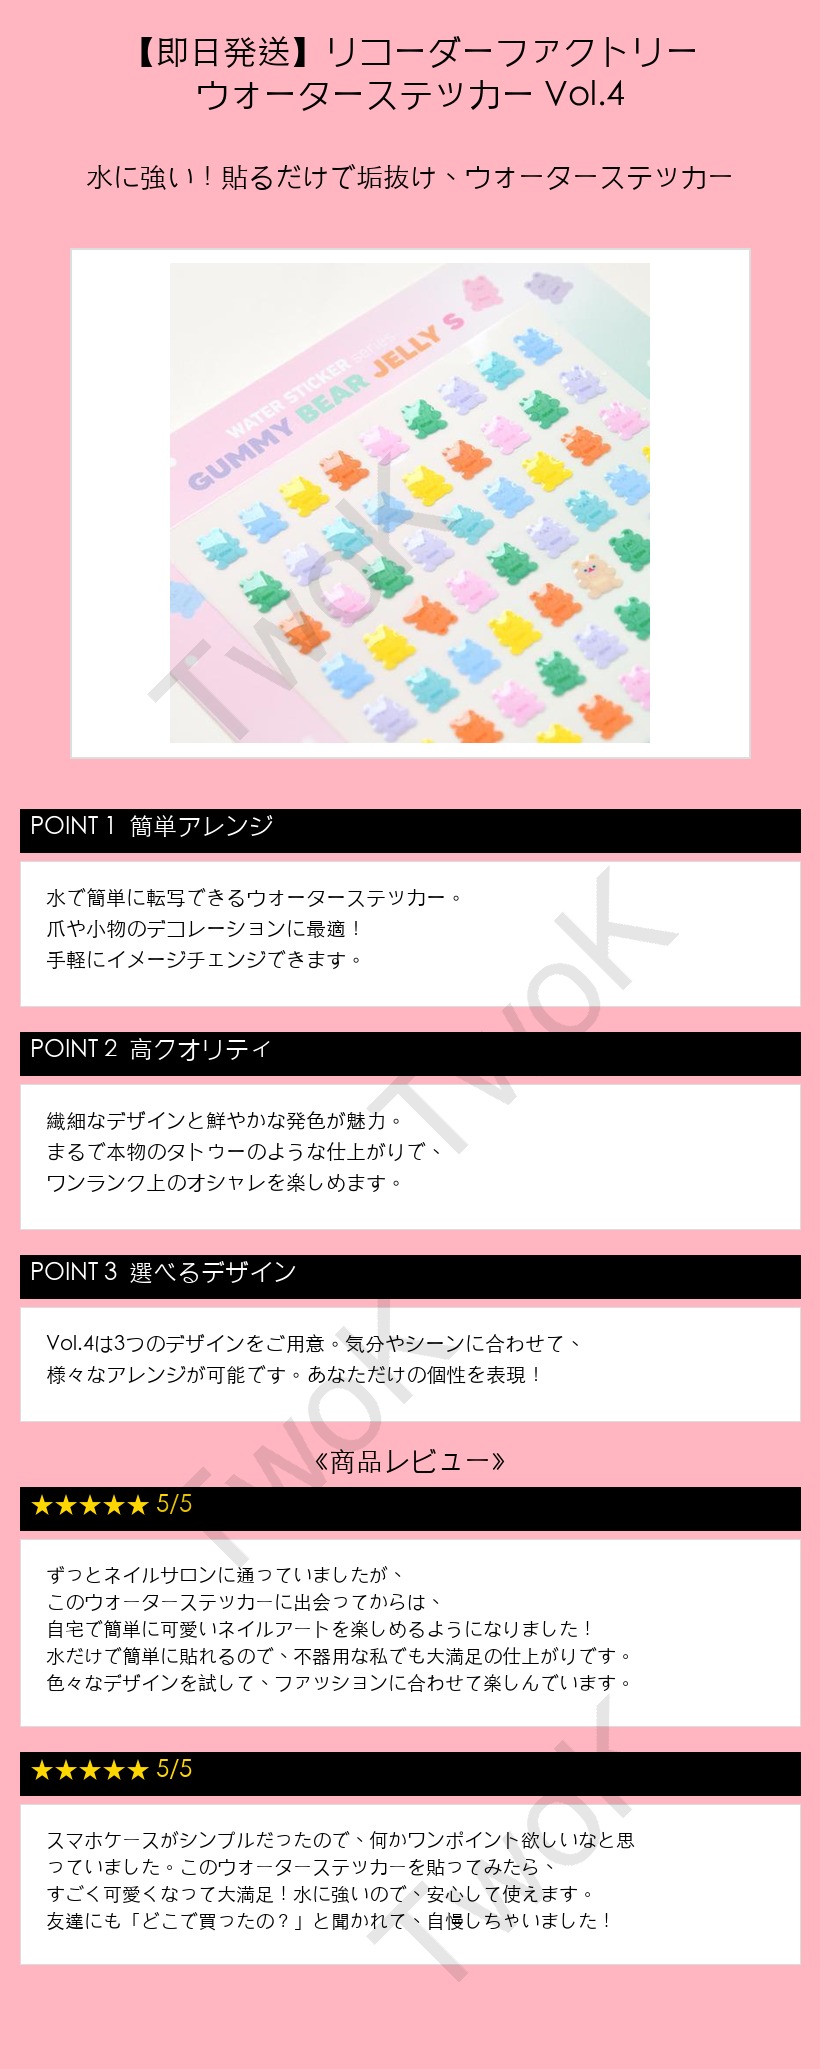 【即日発送】リコーダーファクトリー
ウォーターステッカー Vol.4
水に強い！貼るだけで垢抜け、ウォーターステッカー
WATER STICKER series
GUMMY BEAR JELLY S
TwoK
POINT 1 簡単アレンジ
水で簡単に転写できるウォーターステッカー。
爪や小物のデコレーションに最適！
手軽にイメージチェンジできます。
TwoK
POINT 2 高クオリティ
繊細なデザインと鮮やかな発色が魅力。
まるで本物のタトゥーのような仕上がりで、
ワンランク上のオシャレを楽しめます。
POINT 3 選べるデザイン
Vol.4は3つのデザインをご用意。気分やシーンに合わせて、
様々なアレンジが可能です。あなただけの個性を表現！
TwoK
《商品レビュー》
★★★★★ 5/5
ずっとネイルサロンに通っていましたが、
このウォーターステッカーに出会ってからは、
自宅で簡単に可愛いネイルアートを楽しめるようになりました！
水だけで簡単に貼れるので、不器用な私でも大満足の仕上がりです。
色々なデザインを試して、ファッションに合わせて楽しんでいます。
★★★★★ 5/5
スマホケースがシンプルだったので、何かワンポイント欲しいなと思
っていました。このウォーターステッカーを貼ってみたら、
すごく可愛くなって大満足！水に強いので、安心して使えます。
友達にも「どこで買ったの？」と聞かれて、自慢しちゃいました！
TwoK